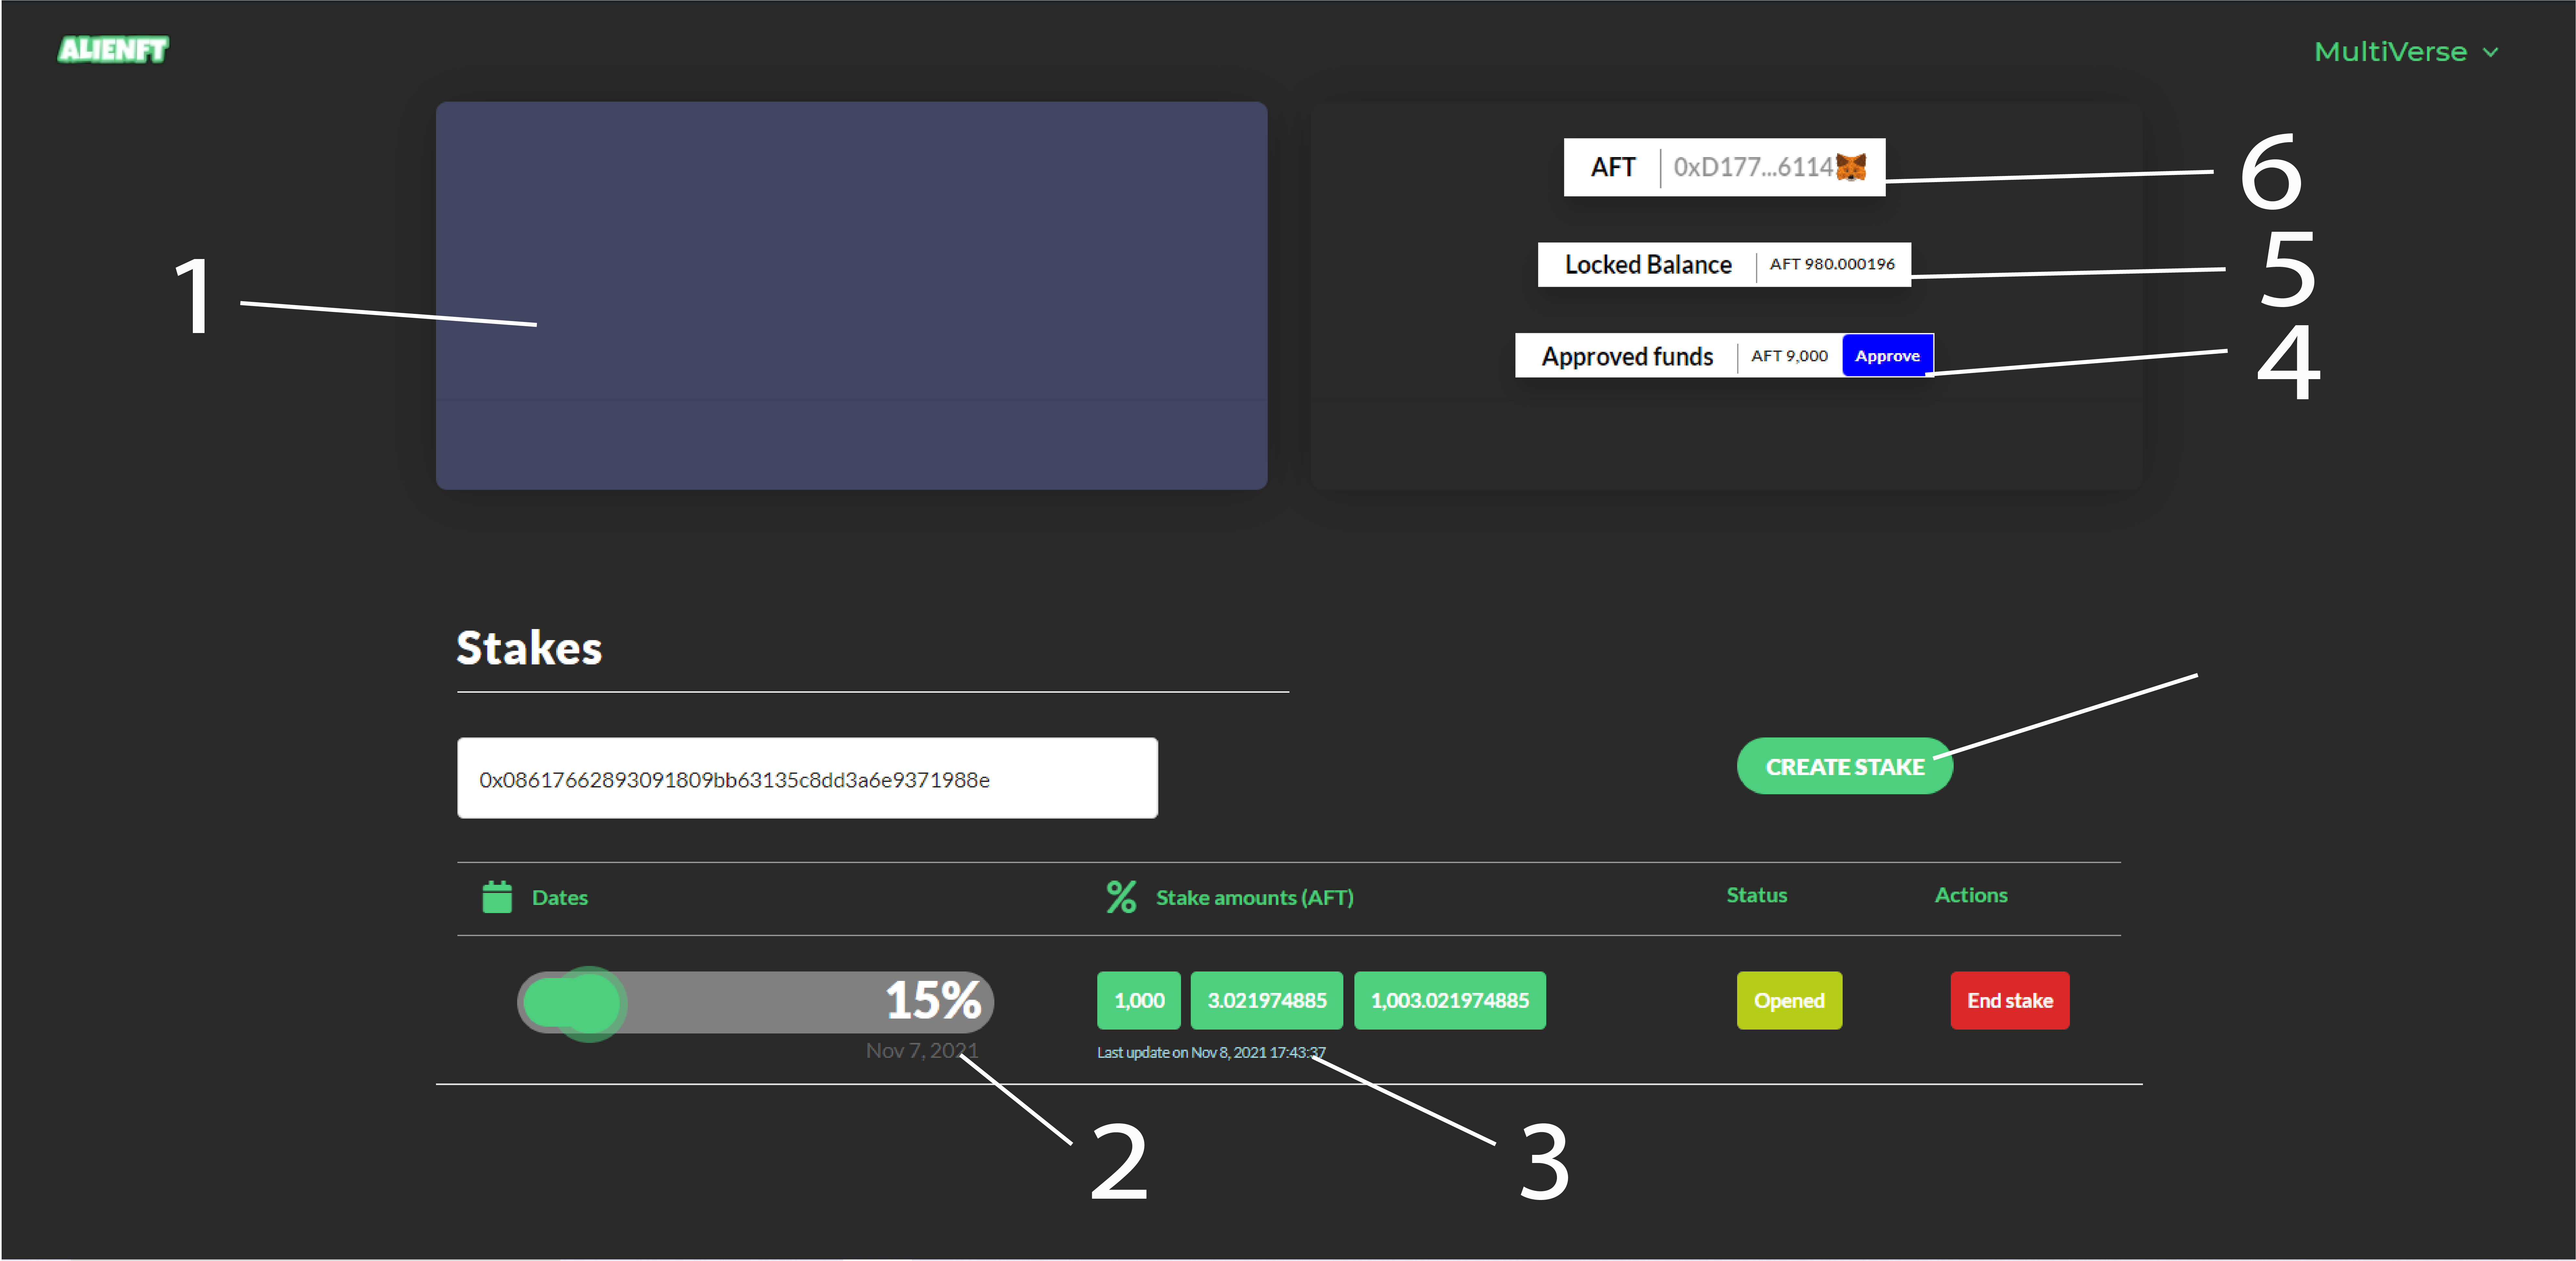 ALIENFT
MultiVerse
1
AFT 0xD177...6114
6
Locked Balance AFT 980.000196
5
Approved funds AFT 9,000 Approve
4
Stakes
0x08617662893091809bb63135c8dd3a6e9371988e
CREATE STAKE
Dates Stake amounts (AFT) Status Actions
15% 1,000 3.021974885 1,003.021974885 Opened End stake
Nov 7, 2021 Last update on Nov 8, 2021 17:43:37
2 3